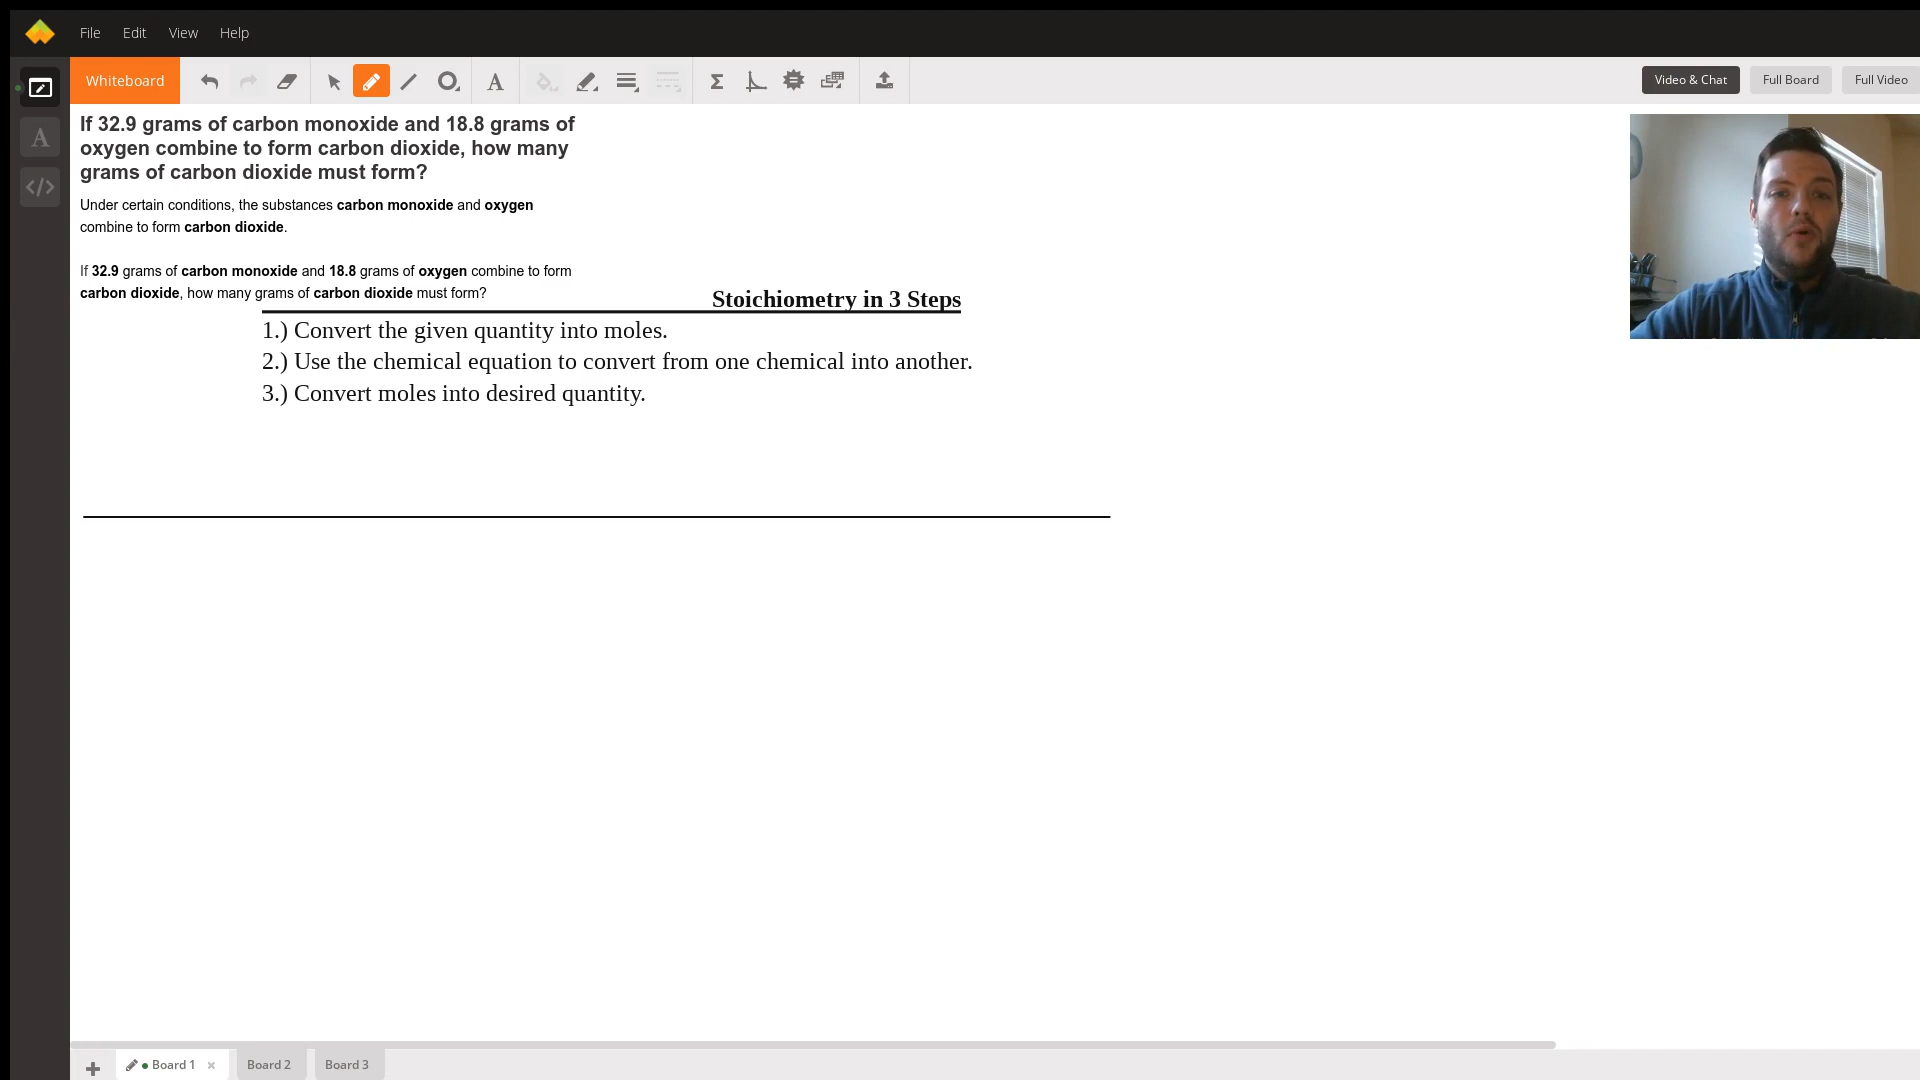 File Edit View Help
Whiteboard
Video & Chat Full Board Full Video
If 32.9 grams of carbon monoxide and 18.8 grams of
oxygen combine to form carbon dioxide, how many
grams of carbon dioxide must form?
Under certain conditions, the substances carbon monoxide and oxygen
combine to form carbon dioxide.
If 32.9 grams of carbon monoxide and 18.8 grams of oxygen combine to form
carbon dioxide, how many grams of carbon dioxide must form?
Stoichiometry in 3 Steps
1.) Convert the given quantity into moles.
2.) Use the chemical equation to convert from one chemical into another.
3.) Convert moles into desired quantity.
Board 1 Board 2 Board 3